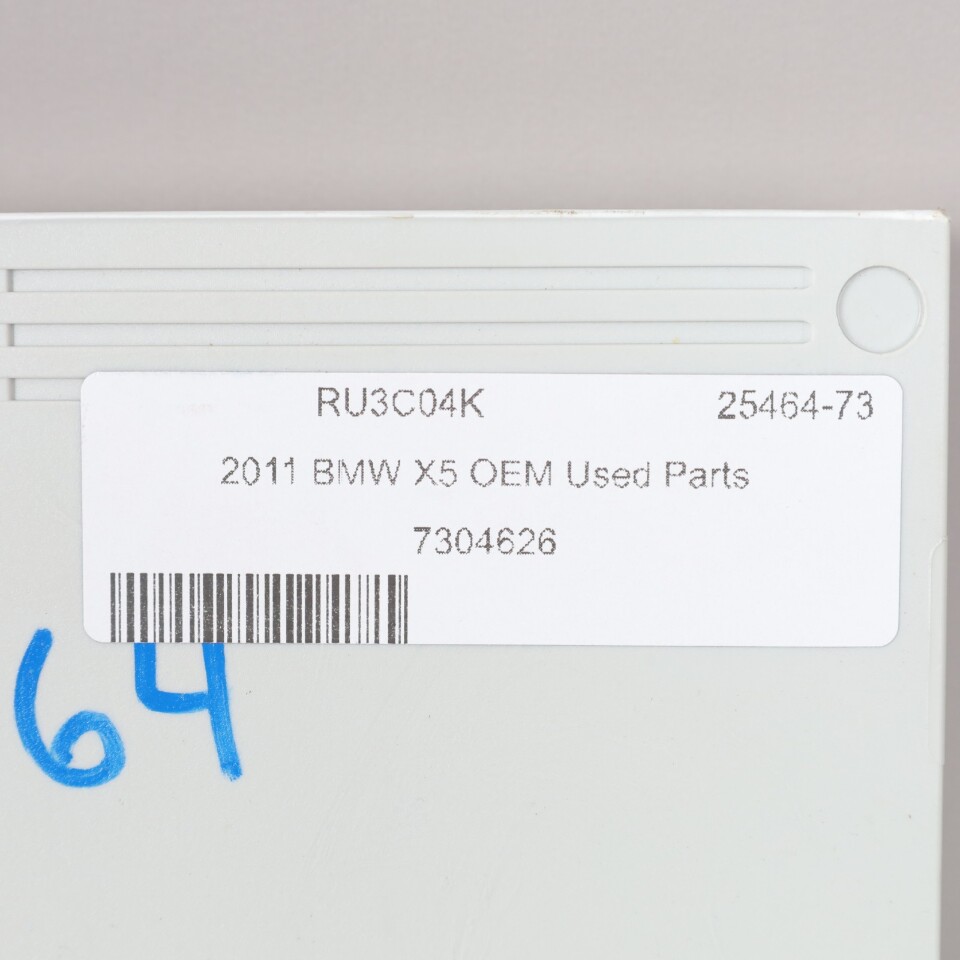 RU3C04K 25464-73
2011 BMW X5 OEM Used Parts
7304626
64